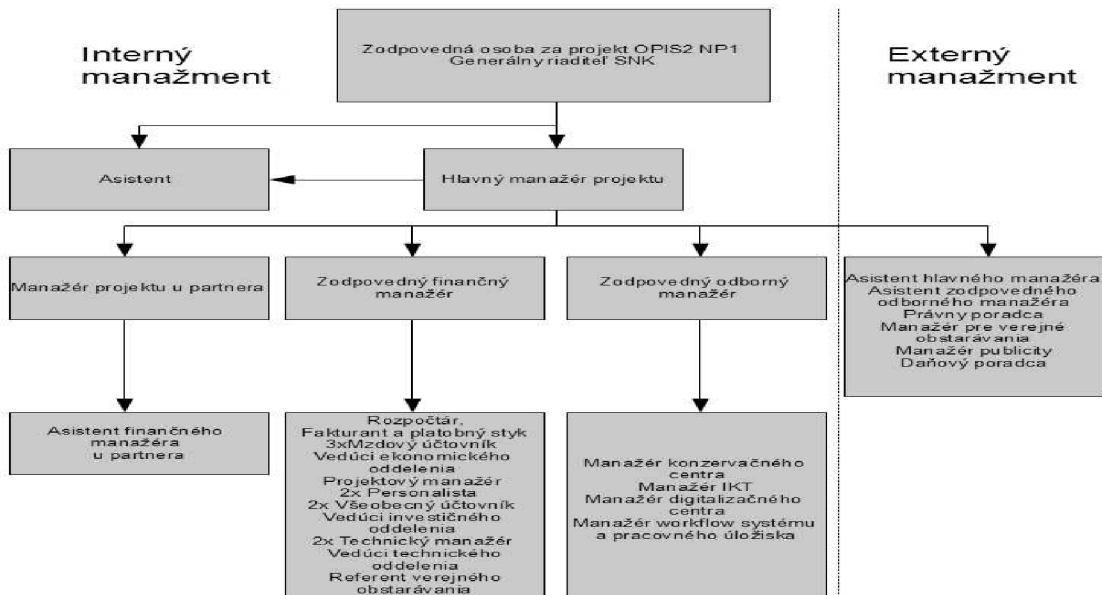 Interný
manažment
Zodpovedná osoba za projekt OPIS2 NP1
Generálny riaditeľ SNK
Externý
manažment
Asistent
Hlavný manažér projektu
Manažér projektu u partnera
Zodpovedný finančný
manažér
Zodpovedný odborný
manažér
Asistent hlavného manažéra
Asistent zodpovedného
odborného manažéra
Právny poradca
Manažér pre verejné
obstarávania
Manažér publicity
Daňový poradca
Asistent finančného
manažéra
u partnera
Rozpočtár,
Fakturant a platobný styk
3xMzdový účtovník
Vedúci ekonomického
oddelenia
Projektový manažér
2x Personalista
2x Všeobecný účtovník
Vedúci investičného
oddelenia
2x Technický manažér
Vedúci technického
oddelenia
Referent verejného
obstarávania
Manažér konzervačného
centra
Manažér IKT
Manažér digitalizačného
centra
Manažér workflow systému
a pracovného úložiska